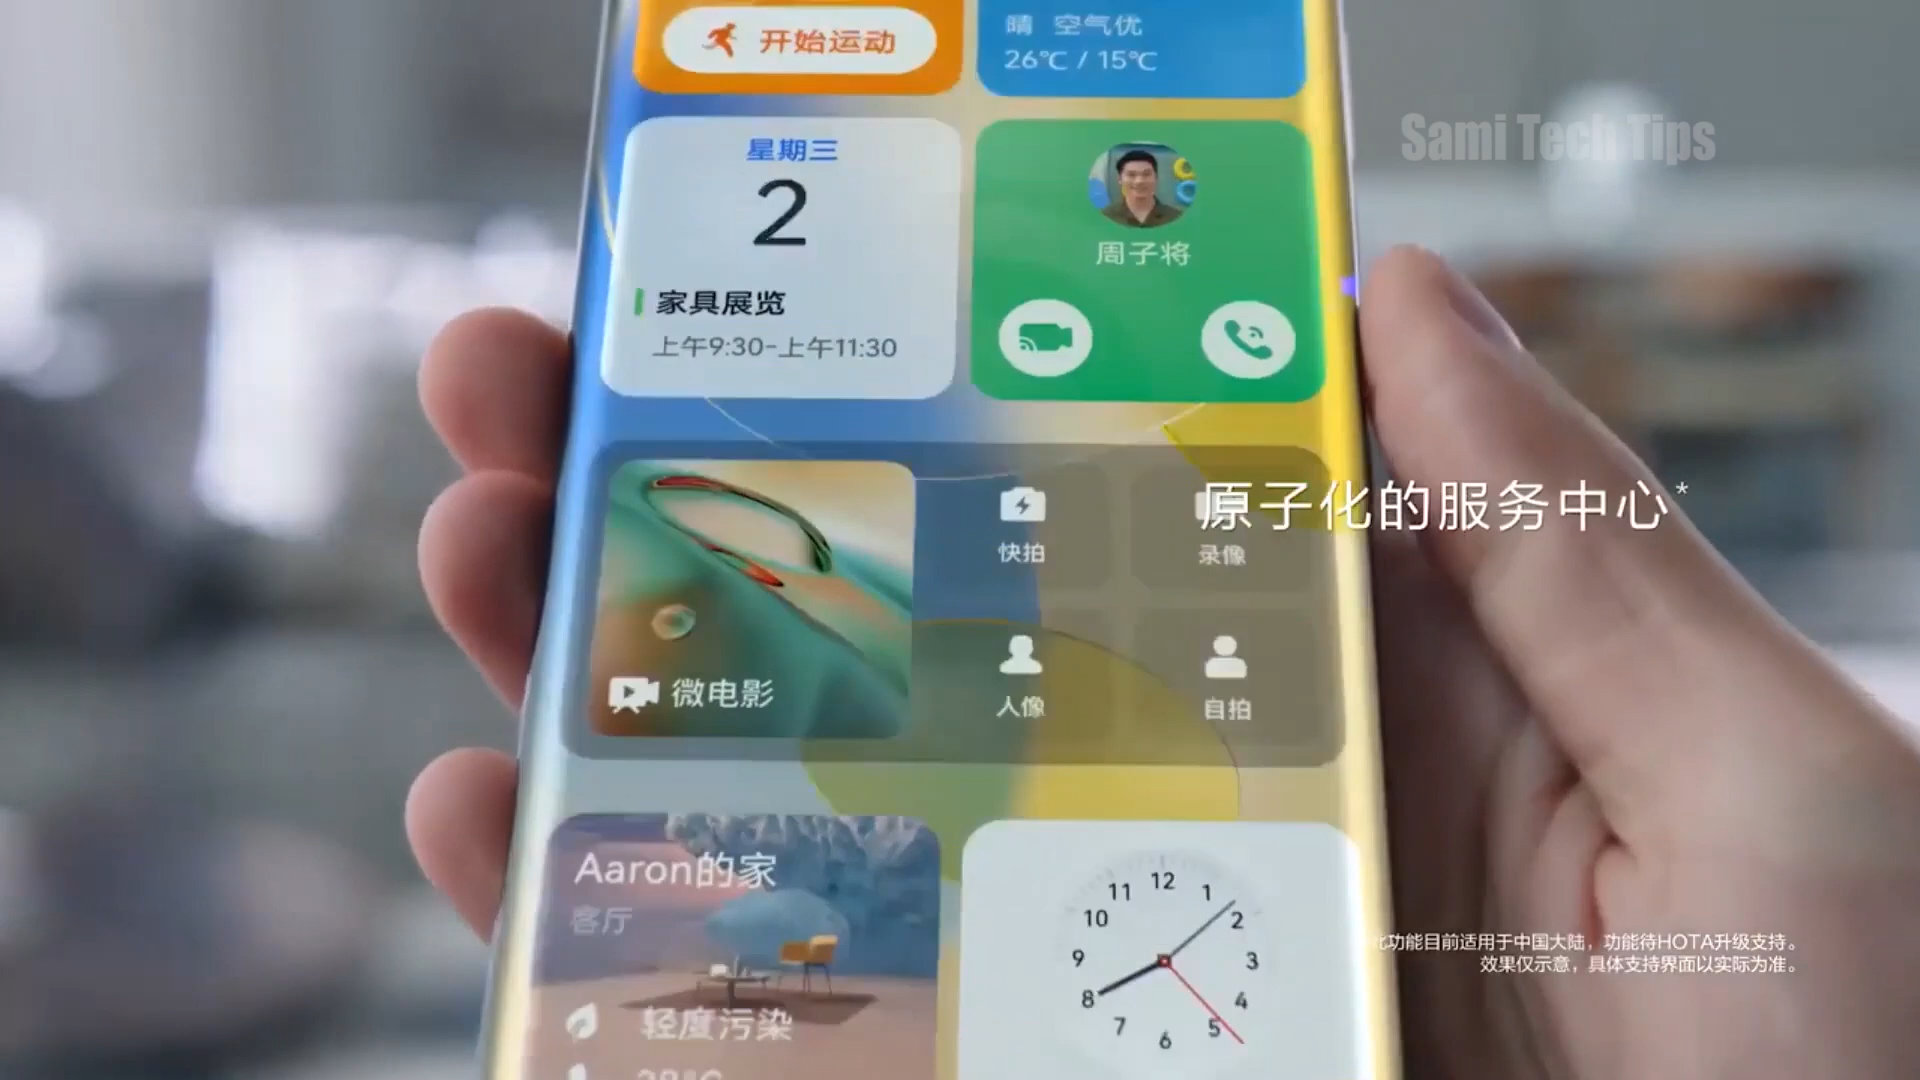 开始运动
晴 空气优
26℃ / 15℃
Sami Tech Tips
星期三
2
家具展览
上午9:30-上午11:30
周子将
原子化的服务中心*
快拍
录像
微电影
人像
自拍
Aaron的家
客厅
轻度污染
12
11
1
10
2
9
3
8
4
7
5
6
功能目前适用于中国大陆，功能待HOTA升级支持。
效果仅示意，具体支持界面以实际为准。